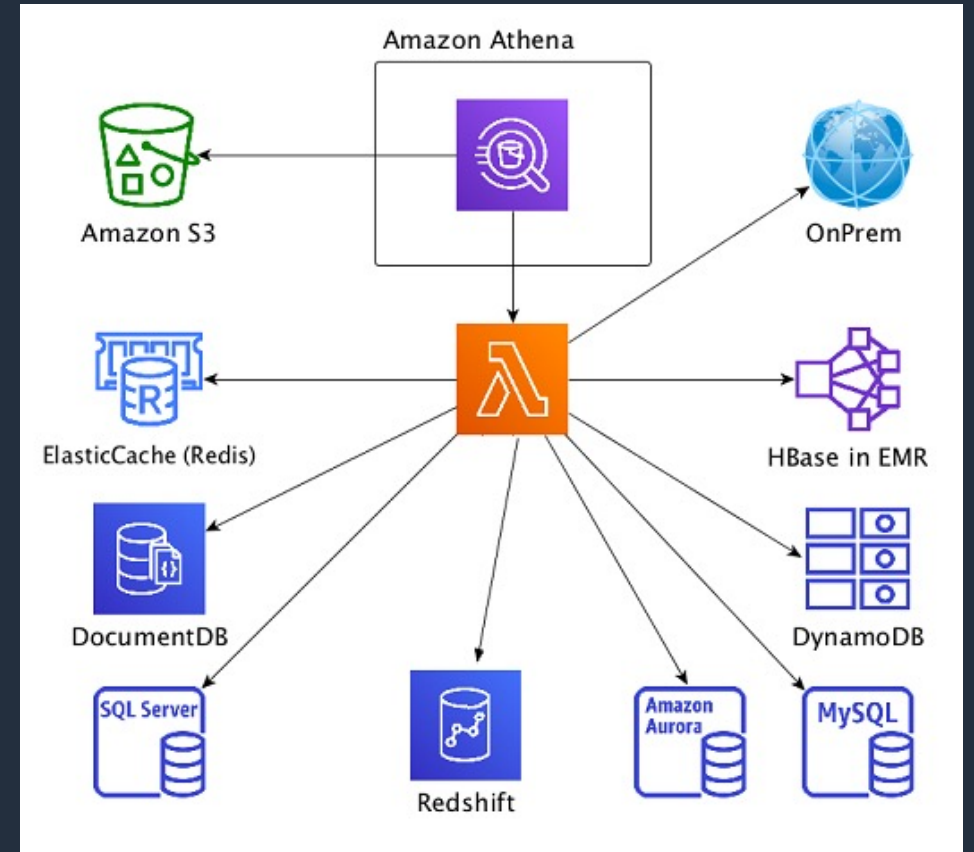 Amazon Athena
Amazon S3
OnPrem
R
ElasticCache (Redis)
HBase in EMR
{}
DocumentDB
DynamoDB
SQL Server
Amazon
Aurora
MySQL
Redshift